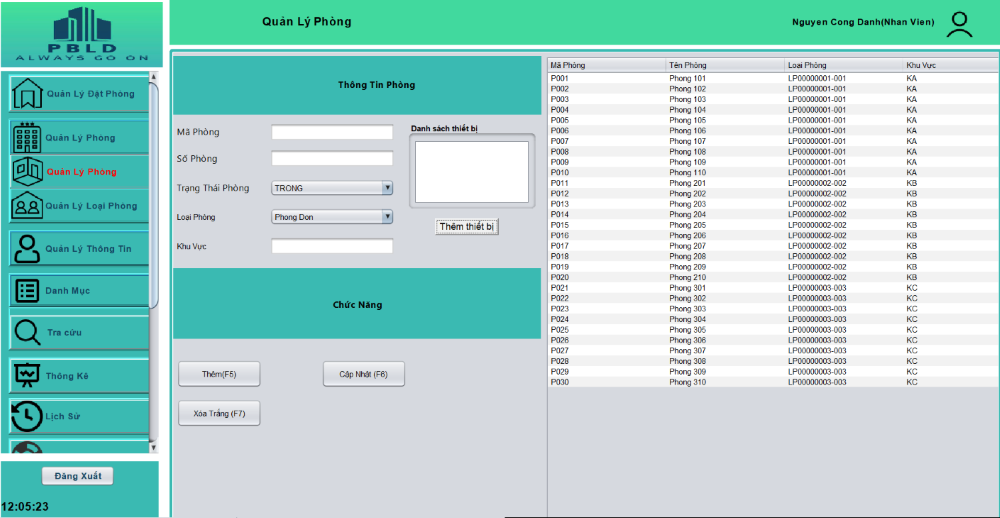 PBLD
ALWAYS GO ON
Quản Lý Phòng
Nguyen Cong Danh(Nhan Vien)
Quản Lý Đặt Phòng
Quản Lý Phòng
Quản Lý Phòng
Quản Lý Loại Phòng
Quản Lý Thông Tin
Danh Mục
Tra cứu
Thống Kê
Lịch Sử
Đăng Xuất
12:05:23
Thông Tin Phòng
Mã Phòng
Số Phòng
Trạng Thái Phòng TRONG
Loại Phòng Phong Don
Khu Vực
Danh sách thiết bị
Thêm thiết bị
Chức Năng
Thêm(F5) Cập Nhật (F6)
Xóa Trắng (F7)
Mã Phòng Tên Phòng Loại Phòng Khu Vực
P001 Phong 101 LP00000001-001 KA
P002 Phong 102 LP00000001-001 KA
P003 Phong 103 LP00000001-001 KA
P004 Phong 104 LP00000001-001 KA
P005 Phong 105 LP00000001-001 KA
P006 Phong 106 LP00000001-001 KA
P007 Phong 107 LP00000001-001 KA
P008 Phong 108 LP00000001-001 KA
P009 Phong 109 LP00000001-001 KA
P010 Phong 110 LP00000001-001 KA
P011 Phong 201 LP00000002-002 KB
P012 Phong 202 LP00000002-002 KB
P013 Phong 203 LP00000002-002 KB
P014 Phong 204 LP00000002-002 KB
P015 Phong 205 LP00000002-002 KB
P016 Phong 206 LP00000002-002 KB
P017 Phong 207 LP00000002-002 KB
P018 Phong 208 LP00000002-002 KB
P019 Phong 209 LP00000002-002 KB
P020 Phong 210 LP00000002-002 KB
P021 Phong 301 LP00000003-003 KC
P022 Phong 302 LP00000003-003 KC
P023 Phong 303 LP00000003-003 KC
P024 Phong 304 LP00000003-003 KC
P025 Phong 305 LP00000003-003 KC
P026 Phong 306 LP00000003-003 KC
P027 Phong 307 LP00000003-003 KC
P028 Phong 308 LP00000003-003 KC
P029 Phong 309 LP00000003-003 KC
P030 Phong 310 LP00000003-003 KC